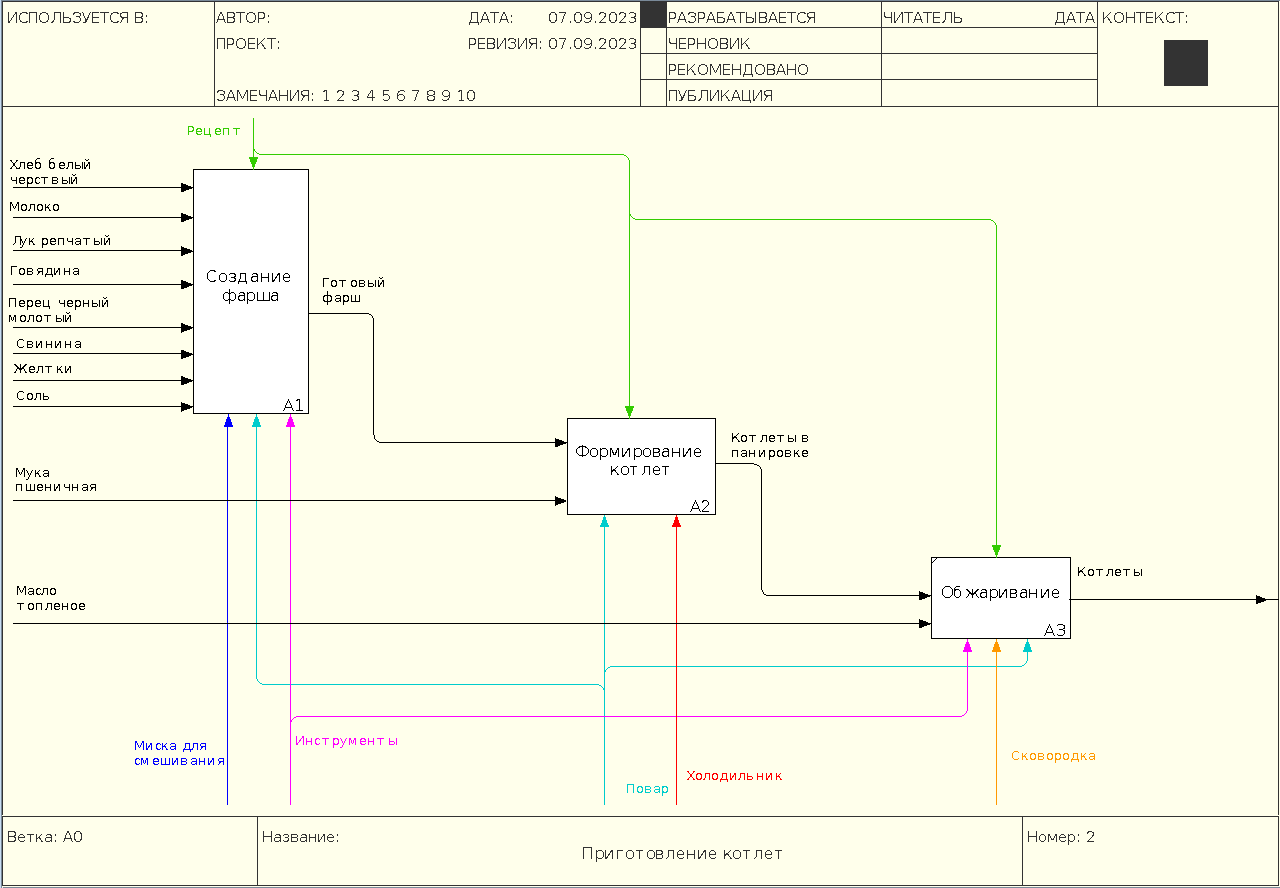 ИСПОЛЬЗУЕТСЯ В:
АВТОР:
ДАТА: 07.09.2023
РАЗРАБАТЫВАЕТСЯ
ЧИТАТЕЛЬ
ДАТА
КОНТЕКСТ:
ПРОЕКТ:
РЕВИЗИЯ: 07.09.2023
ЧЕРНОВИК
РЕКОМЕНДОВАНО
ЗАМЕЧАНИЯ: 1 2 3 4 5 6 7 8 9 10
ПУБЛИКАЦИЯ
Рецепт
Хлеб белый
черствый
Молоко
Лук репчатый
Говядина
Перец черный
молотый
Свинина
Желтки
Соль
Создание
фарша
A1
Готовый
фарш
Мука
пшеничная
Формирование
котлет
A2
Котлеты в
панировке
Масло
топленое
Обжаривание
A3
Котлеты
Миска для
смешивания
Инструменты
Повар
Холодильник
Сковородка
Ветка: A0
Название:
Приготовление котлет
Номер: 2